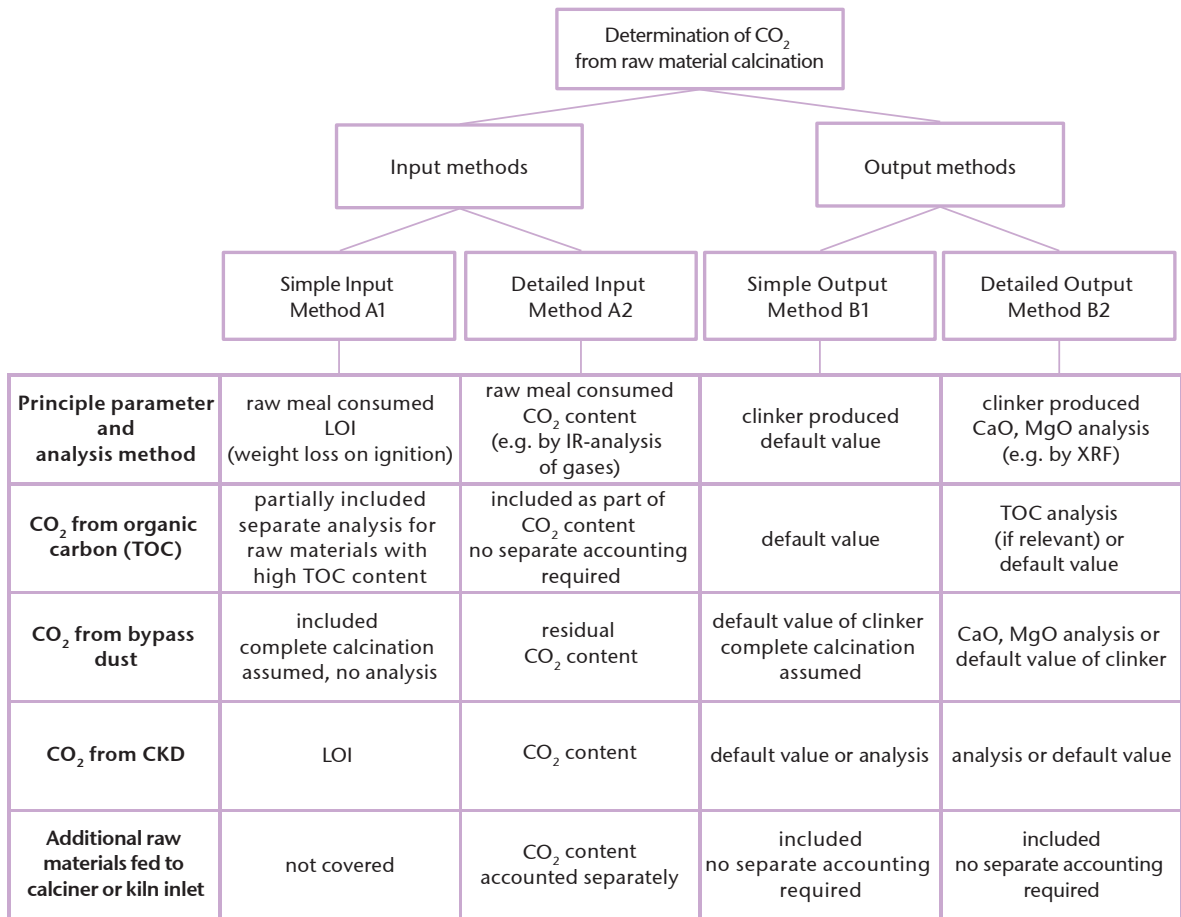 Determination of CO₂
from raw material calcination
Input methods
Output methods
Simple Input
Method A1
Detailed Input
Method A2
Simple Output
Method B1
Detailed Output
Method B2
Principle parameter
and
analysis method
raw meal consumed
LOI
(weight loss on ignition)
raw meal consumed
CO₂ content
(e.g. by IR-analysis
of gases)
clinker produced
default value
clinker produced
CaO, MgO analysis
(e.g. by XRF)
CO₂ from organic
carbon (TOC)
partially included
separate analysis for
raw materials with
high TOC content
included as part of
CO₂ content
no separate accounting
required
default value
TOC analysis
(if relevant) or
default value
CO₂ from bypass
dust
included
complete calcination
assumed, no analysis
residual
CO₂ content
default value of clinker
complete calcination
assumed
CaO, MgO analysis or
default value of clinker
CO₂ from CKD
LOI
CO₂ content
default value or analysis
analysis or default value
Additional raw
materials fed to
calciner or kiln inlet
not covered
CO₂ content
accounted separately
included
no separate accounting
required
included
no separate accounting
required